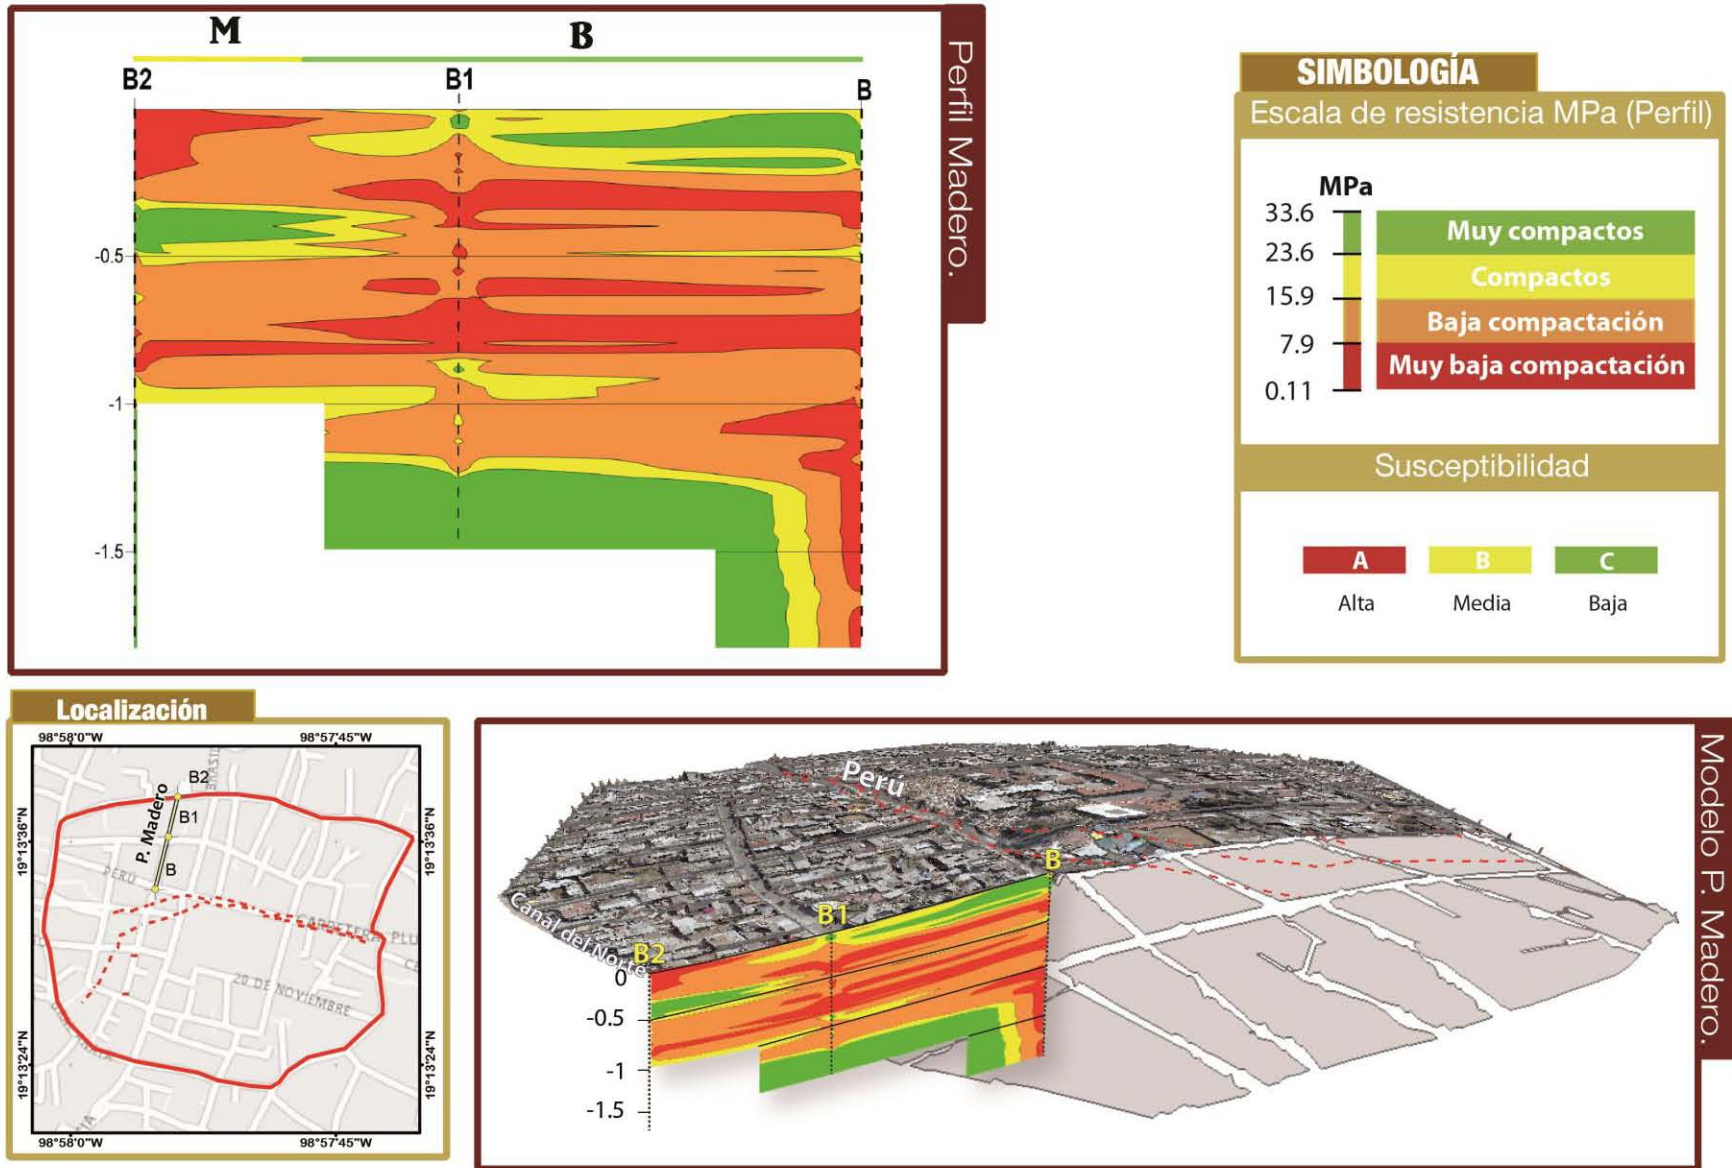 M B
B2 B1 B
-0.5
-1
-1.5
Perfil Madero.
SIMBOLOGÍA
Escala de resistencia MPa (Perfil)
MPa
33.6
23.6
15.9
7.9
0.11
Muy compactos
Compactos
Baja compactación
Muy baja compactación
Susceptibilidad
A B C
Alta Media Baja
Localización
98°58'0"W 98°57'45"W
19°13'36"N
19°13'24"N
19°13'36"N
19°13'24"N
B2
BRASIL
B1
P. Madero
B
PERÚ
CARRETERA PLU
20 DE NOVIEMBRE
98°58'0"W 98°57'45"W
Perú
Canal del Norte
B
B1
B2
0
-0.5
-1
-1.5
Modelo P. Madero.